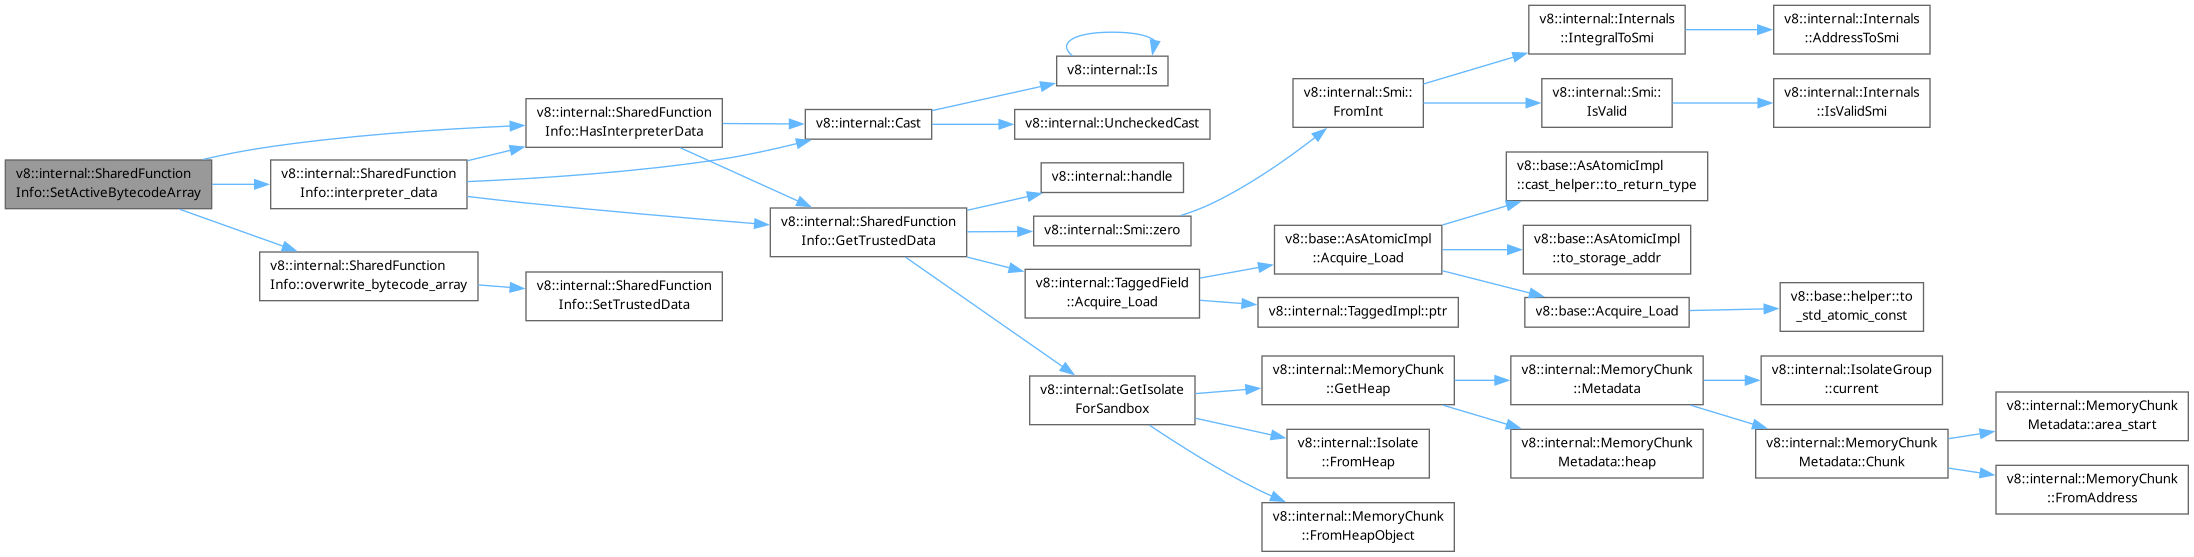 v8::internal::SharedFunction
Info::SetActiveBytecodeArray
v8::internal::SharedFunction
Info::HasInterpreterData
v8::internal::SharedFunction
Info::interpreter_data
v8::internal::SharedFunction
Info::overwrite_bytecode_array
v8::internal::SharedFunction
Info::SetTrustedData
v8::internal::Cast
v8::internal::Is
v8::internal::UncheckedCast
v8::internal::SharedFunction
Info::GetTrustedData
v8::internal::handle
v8::internal::Smi::zero
v8::internal::TaggedField
::Acquire_Load
v8::internal::GetIsolate
ForSandbox
v8::internal::Smi::
FromInt
v8::internal::Internals
::IntegralToSmi
v8::internal::Internals
::AddressToSmi
v8::internal::Smi::
IsValid
v8::internal::Internals
::IsValidSmi
v8::base::AsAtomicImpl
::Acquire_Load
v8::base::AsAtomicImpl
::cast_helper::to_return_type
v8::base::AsAtomicImpl
::to_storage_addr
v8::base::Acquire_Load
v8::base::helper::to
_std_atomic_const
v8::internal::TaggedImpl::ptr
v8::internal::MemoryChunk
::GetHeap
v8::internal::MemoryChunk
::Metadata
v8::internal::IsolateGroup
::current
v8::internal::MemoryChunk
Metadata::Chunk
v8::internal::MemoryChunk
Metadata::area_start
v8::internal::MemoryChunk
::FromAddress
v8::internal::MemoryChunk
Metadata::heap
v8::internal::Isolate
::FromHeap
v8::internal::MemoryChunk
::FromHeapObject